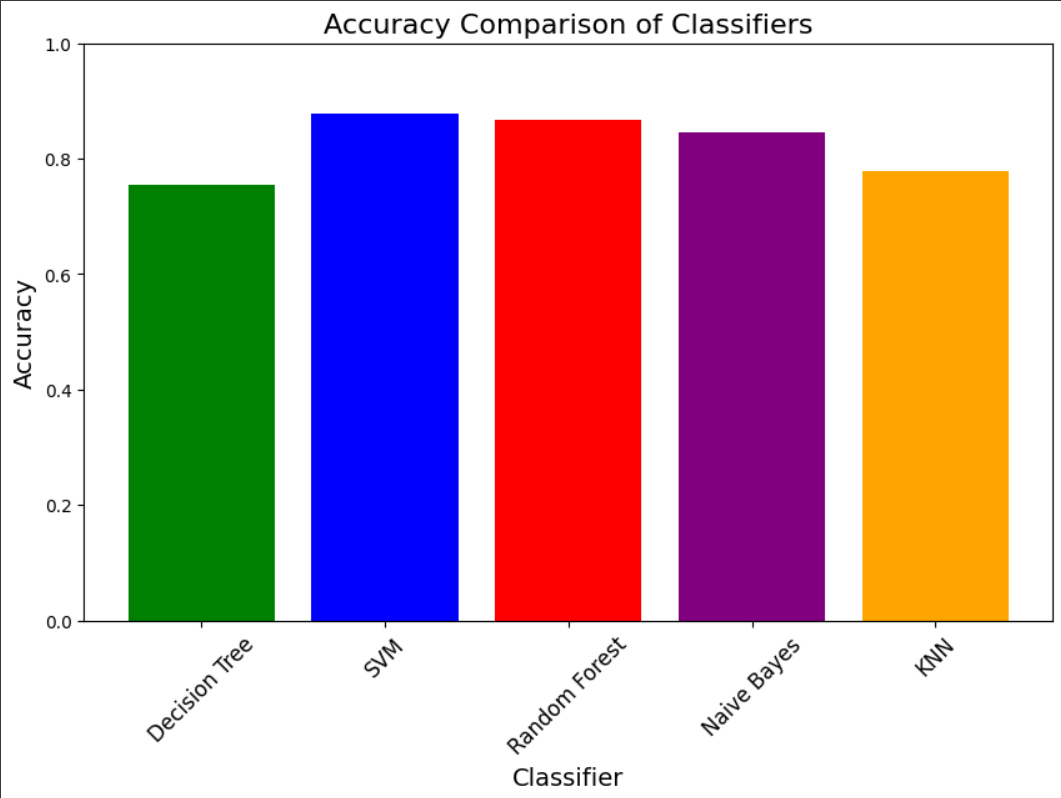 Accuracy Comparison of Classifiers
1.0
0.8
0.6
0.4
0.2
0.0
Accuracy
Decision Tree
SVM
Random Forest
Naive Bayes
KNN
Classifier